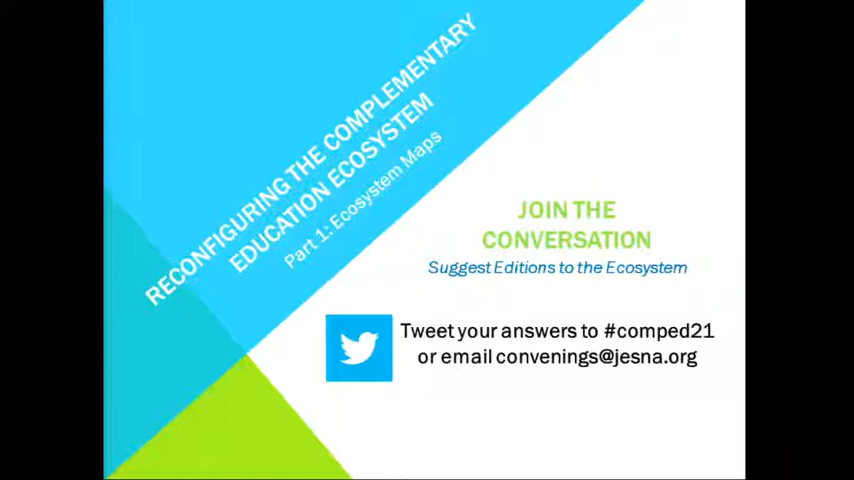 RECONFIGURING THE COMPLEMENTARY
EDUCATION ECOSYSTEM
Part 1: Ecosystem Maps
JOIN THE
CONVERSATION
Suggest Editions to the Ecosystem
Tweet your answers to #comped21
or email convenings@jesna.org